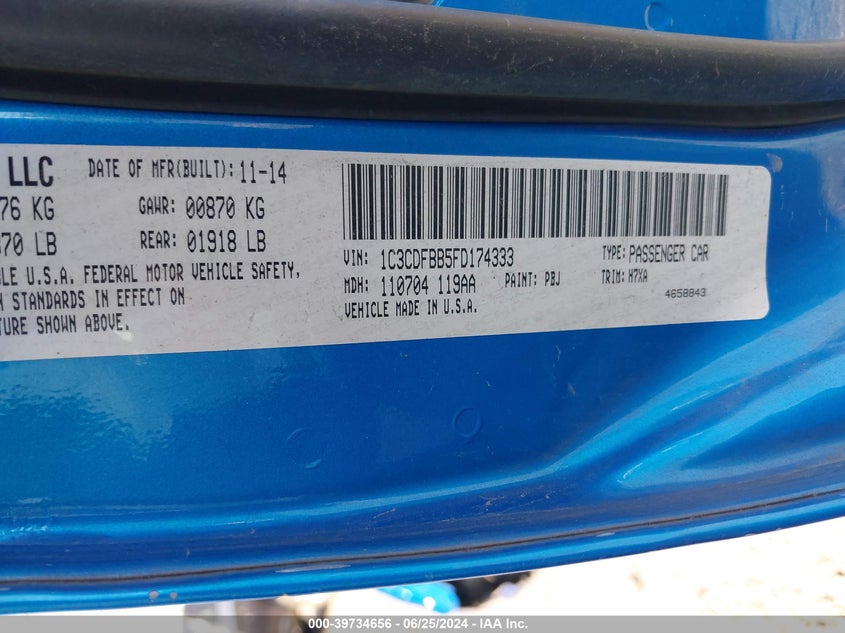 LLC DATE OF MFR(BUILT): 11-14
76 KG GAWR: 00870 KG
70 LB REAR: 01918 LB
BLE U.S.A. FEDERAL MOTOR VEHICLE SAFETY,
STANDARDS IN EFFECT ON
TURE SHOWN ABOVE.
VIN: 1C3CDFBB5FD174333 TYPE: PASSENGER CAR
MDH: 110704 119AA PAINT: PBJ TRIM: M7XA
VEHICLE MADE IN U.S.A. 4658843
000-39734656 - 06/25/2024 - IAA Inc.